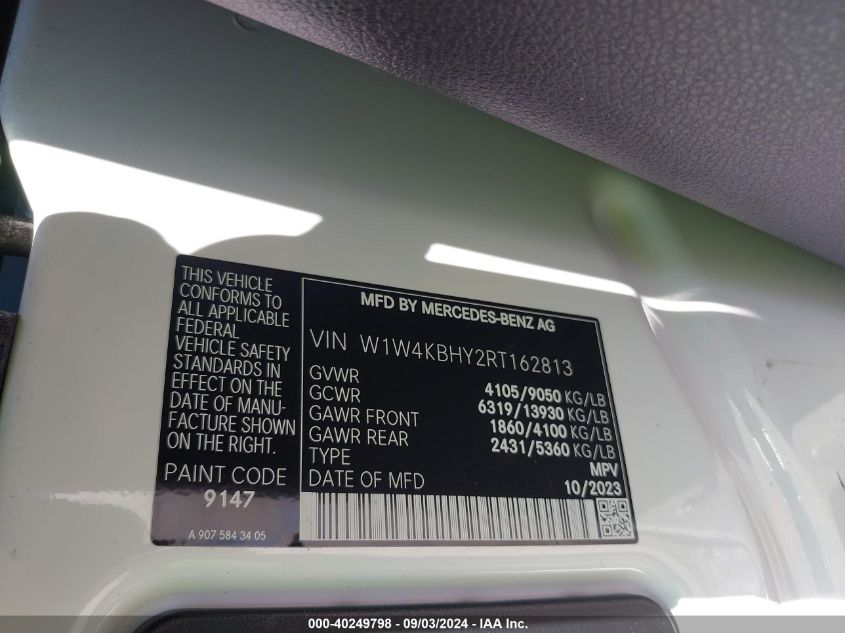 THIS VEHICLE
CONFORMS TO
ALL APPLICABLE
FEDERAL
VEHICLE SAFETY
STANDARDS IN
EFFECT ON THE
DATE OF MANU-
FACTURE SHOWN
ON THE RIGHT.
PAINT CODE
9147
A 907 584 34 05
MFD BY MERCEDES-BENZ AG
VIN W1W4KBHY2RT162813
GVWR 4105/9050 KG/LB
GCWR 6319/13930 KG/LB
GAWR FRONT 1860/4100 KG/LB
GAWR REAR 2431/5360 KG/LB
TYPE MPV
DATE OF MFD 10/2023
000-40249798 - 09/03/2024 - IAA Inc.